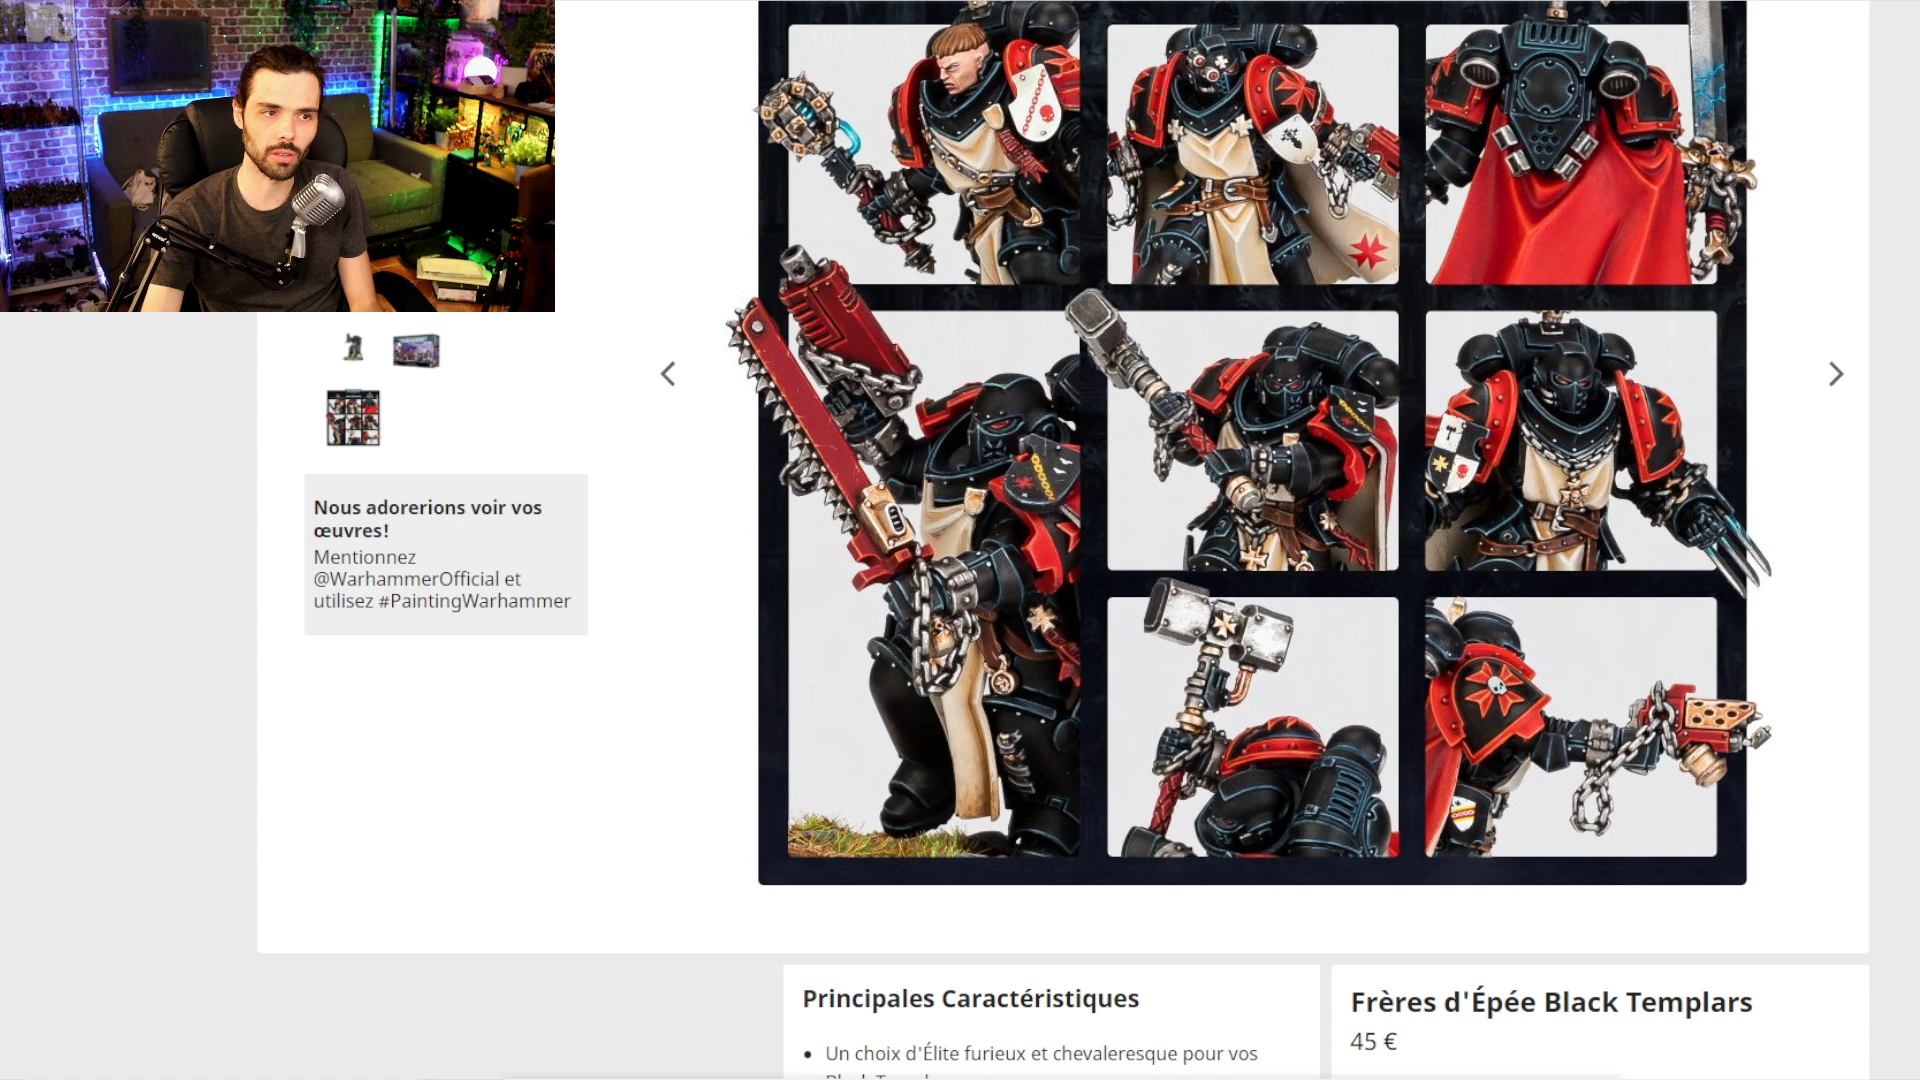 Nous adorerions voir vos
œuvres!
Mentionnez
@WarhammerOfficial et
utilisez #PaintingWarhammer
Principales Caractéristiques
• Un choix d'Élite furieux et chevaleresque pour vos
Frères d'Épée Black Templars
45 €